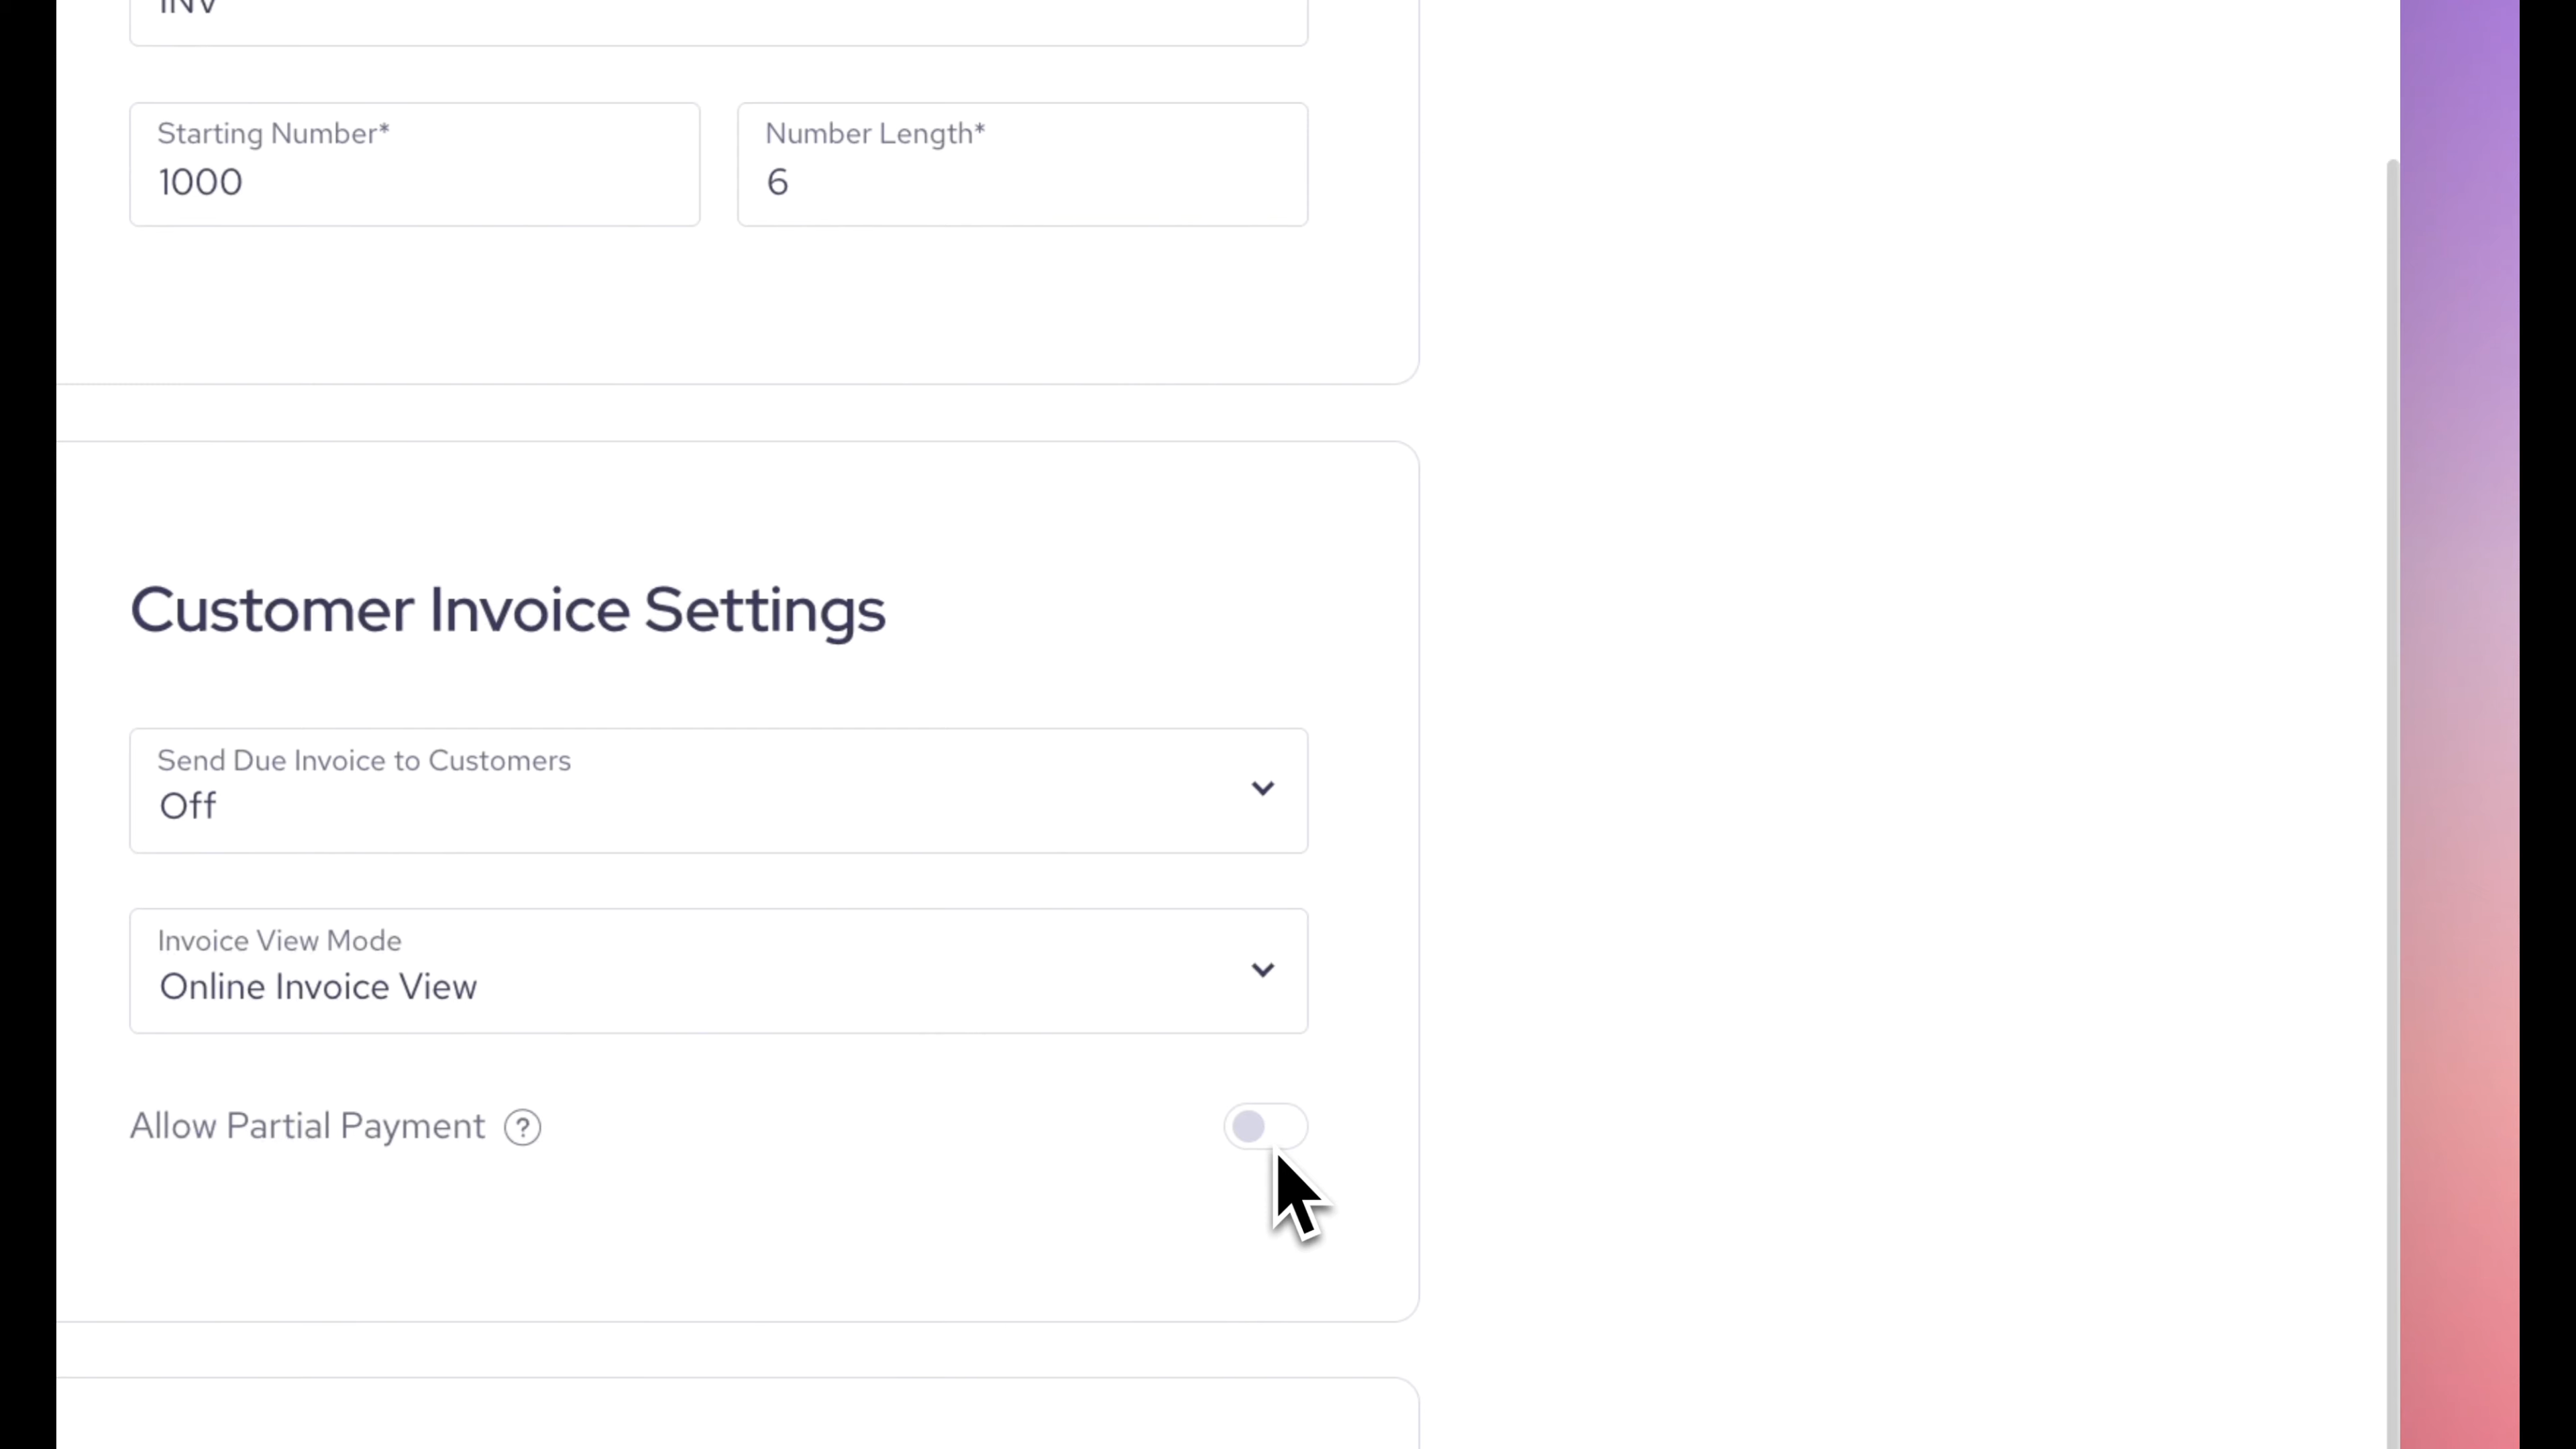 INV
Starting Number*
1000
Number Length*
6
Customer Invoice Settings
Send Due Invoice to Customers
Off
Invoice View Mode
Online Invoice View
Allow Partial Payment ?